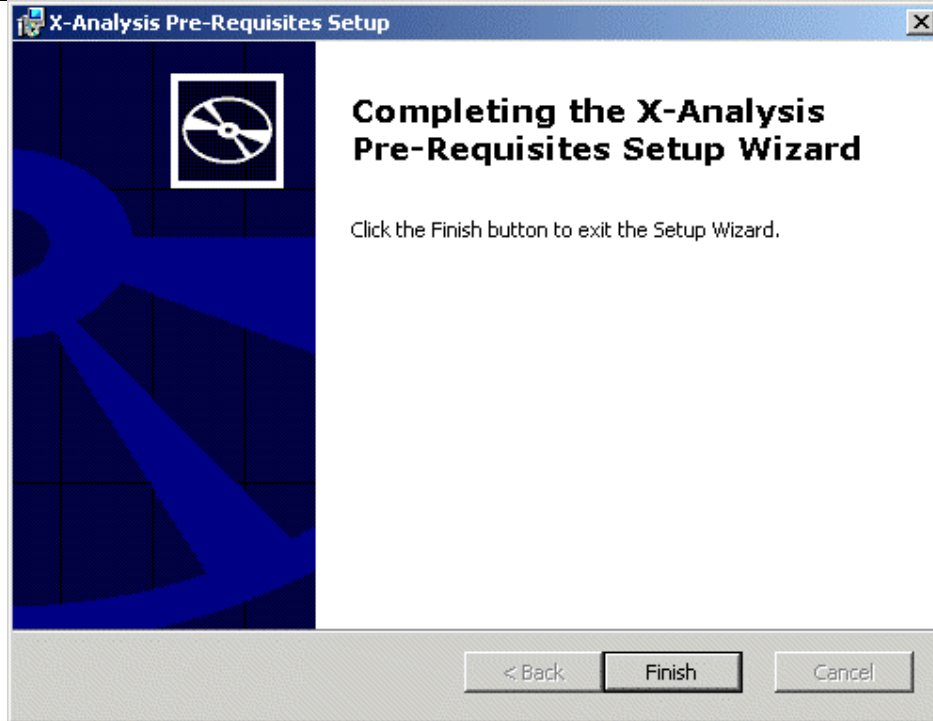 X-Analysis Pre-Requisites Setup
Completing the X-Analysis
Pre-Requisites Setup Wizard
Click the Finish button to exit the Setup Wizard.
< Back Finish Cancel